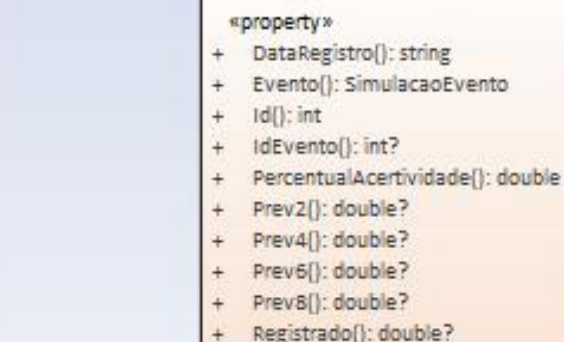 «property»
+ DataRegistro(): string
+ Evento(): SimulacaoEvento
+ Id(): int
+ IdEvento(): int?
+ PercentualAcertividade(): double
+ Prev2(): double?
+ Prev4(): double?
+ Prev6(): double?
+ Prev8(): double?
+ Registrado(): double?